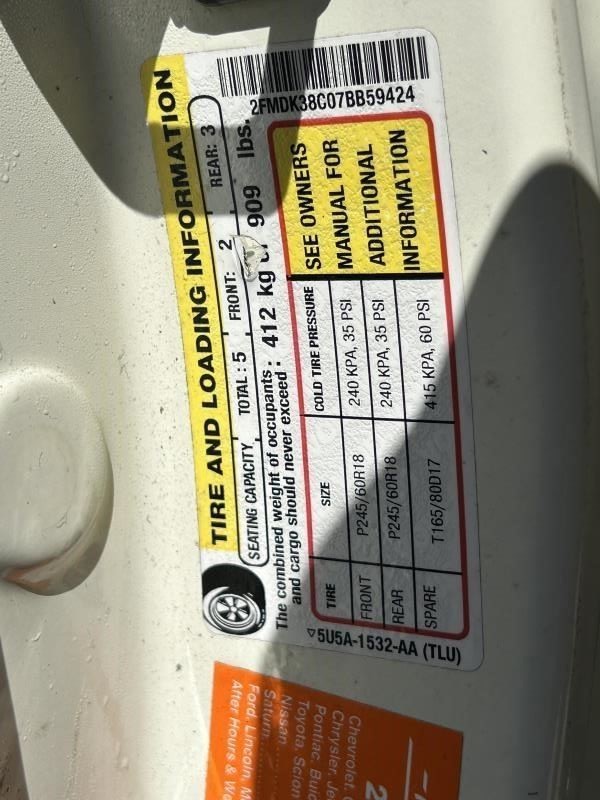 TIRE AND LOADING INFORMATION
SEATING CAPACITY TOTAL : 5 FRONT: 2 REAR: 3
The combined weight of occupants
and cargo should never exceed : 412 kg or 909 lbs.
2FMDK38C07BB59424
TIRE SIZE COLD TIRE PRESSURE
FRONT P245/60R18 240 KPA, 35 PSI
REAR P245/60R18 240 KPA, 35 PSI
SPARE T165/80D17 415 KPA, 60 PSI
SEE OWNERS
MANUAL FOR
ADDITIONAL
INFORMATION
▽5U5A-1532-AA (TLU)
Chevrolet,
Chrysler,
Pontiac,
Toyota, Scion
Nissan
Saturn
Ford, Lincoln,
After Hours &